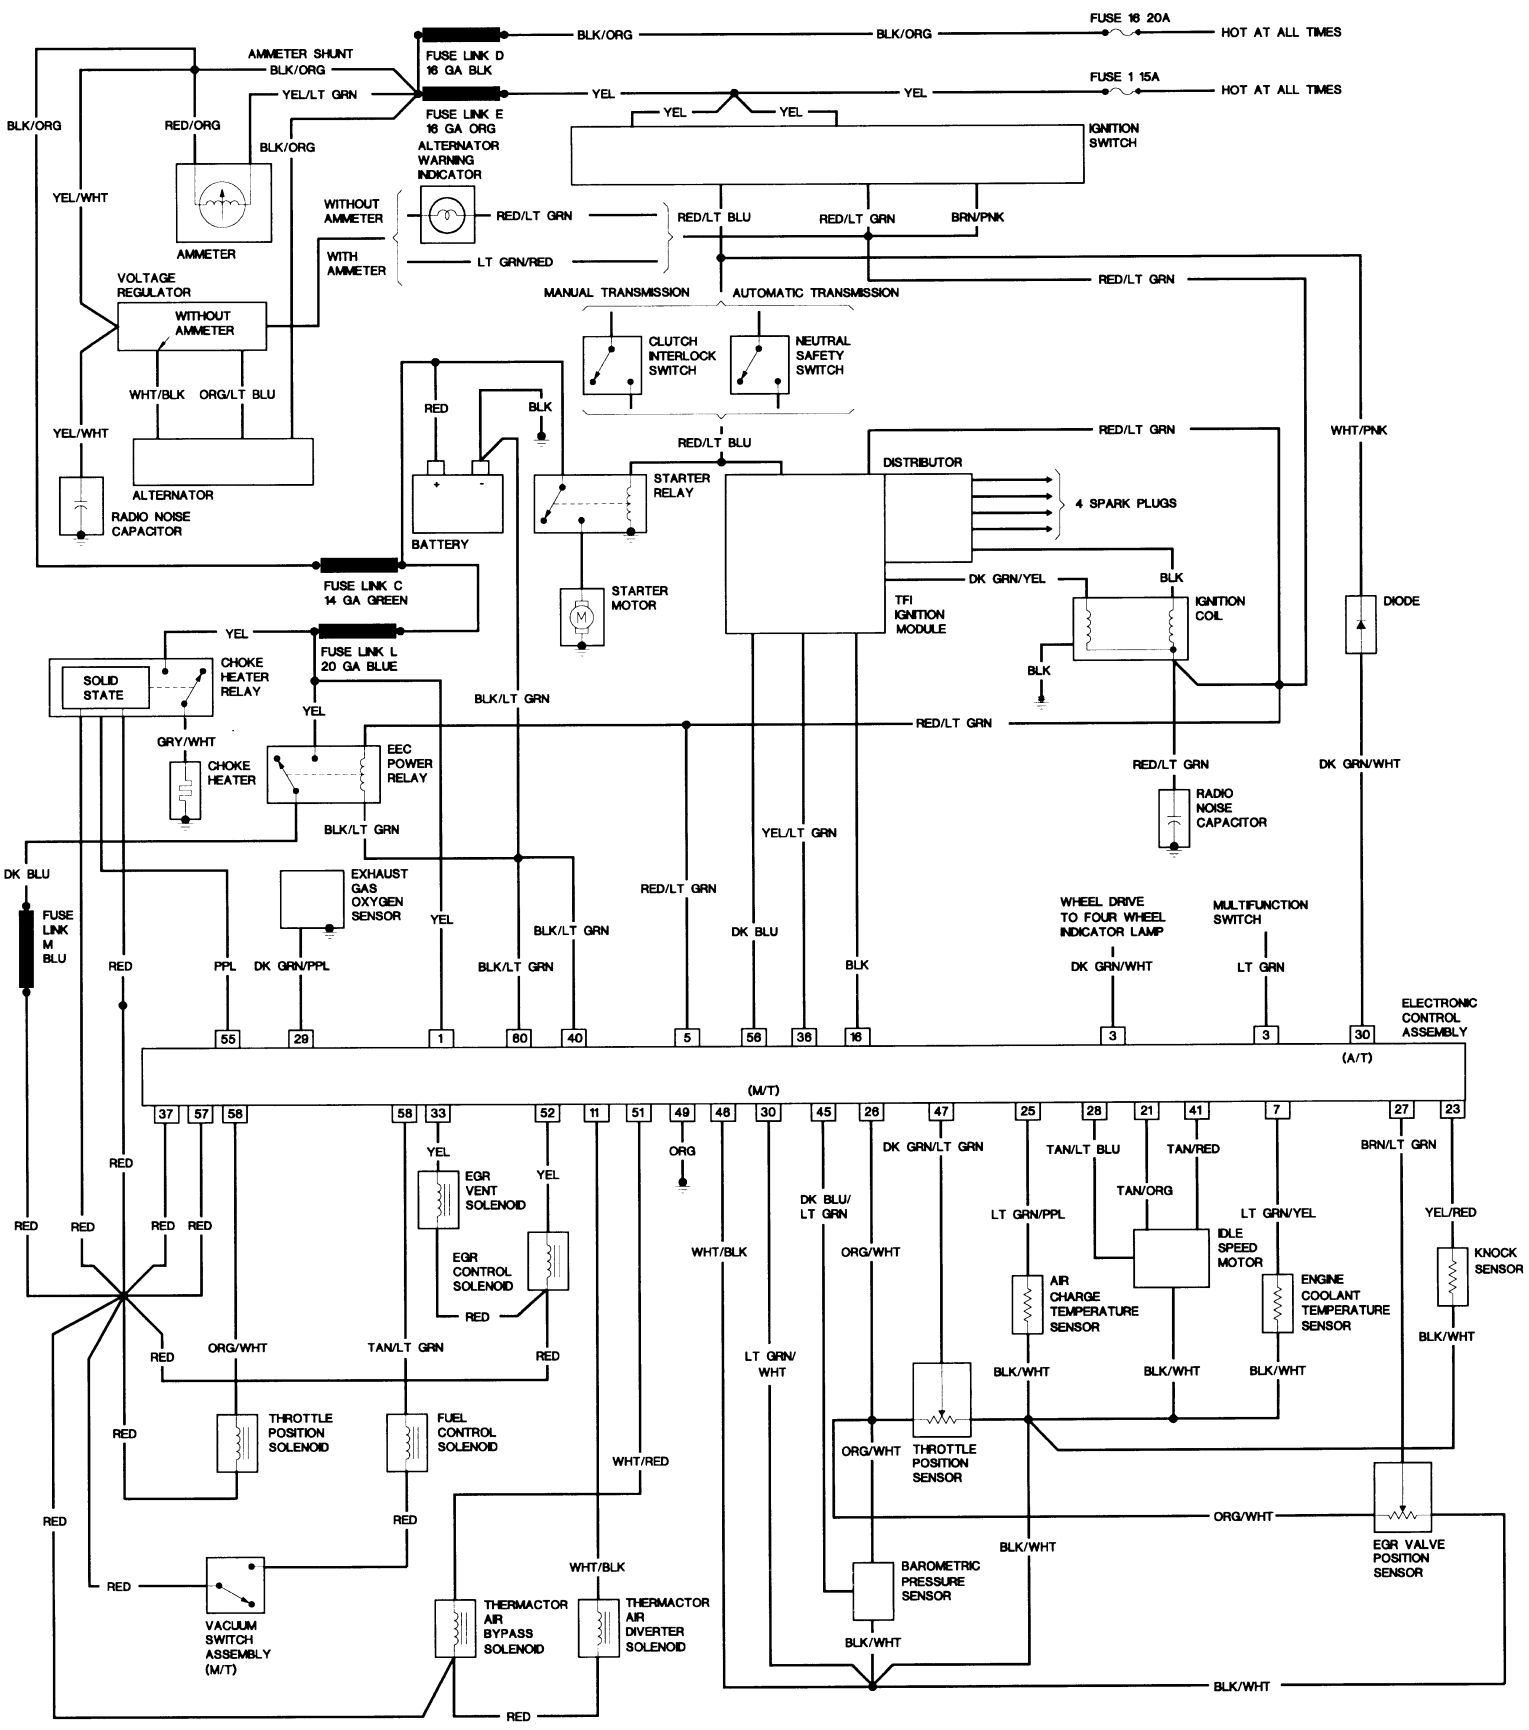 FUSE 16 20A
BLK/ORG
BLK/ORG
HOT AT ALL TIMES
AMMETER SHUNT
BLK/ORG
FUSE LINK D
16 GA BLK
FUSE 1 15A
YEL/LT GRN
YEL
YEL
HOT AT ALL TIMES
YEL
YEL
FUSE LINK E
16 GA ORG
BLK/ORG
RED/ORG
BLK/ORG
IGNITION
SWITCH
ALTERNATOR
WARNING
INDICATOR
YEL/WHT
WITHOUT
AMMETER
RED/LT GRN
RED/LT BLU
RED/LT GRN
BRN/PNK
AMMETER
WITH
AMMETER
LT GRN/RED
VOLTAGE
REGULATOR
RED/LT GRN
MANUAL TRANSMISSION
AUTOMATIC TRANSMISSION
WITHOUT
AMMETER
CLUTCH
INTERLOCK
SWITCH
NEUTRAL
SAFETY
SWITCH
WHT/BLK
ORG/LT BLU
RED
BLK
YEL/WHT
RED/LT BLU
RED/LT GRN
WHT/PNK
DISTRIBUTOR
+
-
STARTER
RELAY
4 SPARK PLUGS
ALTERNATOR
RADIO NOISE
CAPACITOR
BATTERY
FUSE LINK C
14 GA GREEN
STARTER
MOTOR
M
DK GRN/YEL
BLK
TFI
IGNITION
MODULE
IGNITION
COIL
DIODE
YEL
FUSE LINK L
20 GA BLUE
CHOKE
HEATER
RELAY
SOLID
STATE
BLK
BLK/LT GRN
YEL
RED/LT GRN
GRY/WHT
EEC
POWER
RELAY
CHOKE
HEATER
RED/LT GRN
DK GRN/WHT
RADIO
NOISE
CAPACITOR
BLK/LT GRN
YEL/LT GRN
DK BLU
EXHAUST
GAS
OXYGEN
SENSOR
RED/LT GRN
WHEEL DRIVE
TO FOUR WHEEL
INDICATOR LAMP
MULTIFUNCTION
SWITCH
FUSE
LINK
M
BLU
YEL
BLK/LT GRN
DK BLU
RED
PPL
DK GRN/PPL
BLK/LT GRN
BLK
DK GRN/WHT
LT GRN
ELECTRONIC
CONTROL
ASSEMBLY
55
29
1
60
40
5
56
36
16
3
3
30
(A/T)
(M/T)
37
57
58
58
33
52
11
51
49
46
30
45
26
47
25
28
21
41
7
27
23
RED
YEL
YEL
ORG
DK GRN/LT GRN
TAN/LT BLU
TAN/RED
BRN/LT GRN
EGR
VENT
SOLENOID
TAN/ORG
DK BLU/
LT GRN
LT GRN/PPL
LT GRN/YEL
YEL/RED
RED
RED
RED
RED
EGR
CONTROL
SOLENOID
WHT/BLK
ORG/WHT
IDLE
SPEED
MOTOR
KNOCK
SENSOR
AIR
CHARGE
TEMPERATURE
SENSOR
ENGINE
COOLANT
TEMPERATURE
SENSOR
RED
BLK/WHT
RED
ORG/WHT
TAN/LT GRN
RED
LT GRN/
WHT
BLK/WHT
BLK/WHT
BLK/WHT
THROTTLE
POSITION
SOLENOID
FUEL
CONTROL
SOLENOID
RED
ORG/WHT
THROTTLE
POSITION
SENSOR
WHT/RED
RED
RED
ORG/WHT
BLK/WHT
EGR VALVE
POSITION
SENSOR
WHT/BLK
BAROMETRIC
PRESSURE
SENSOR
RED
VACUUM
SWITCH
ASSEMBLY
(M/T)
THERMACTOR
AIR
BYPASS
SOLENOID
THERMACTOR
AIR
DIVERTER
SOLENOID
BLK/WHT
BLK/WHT
RED